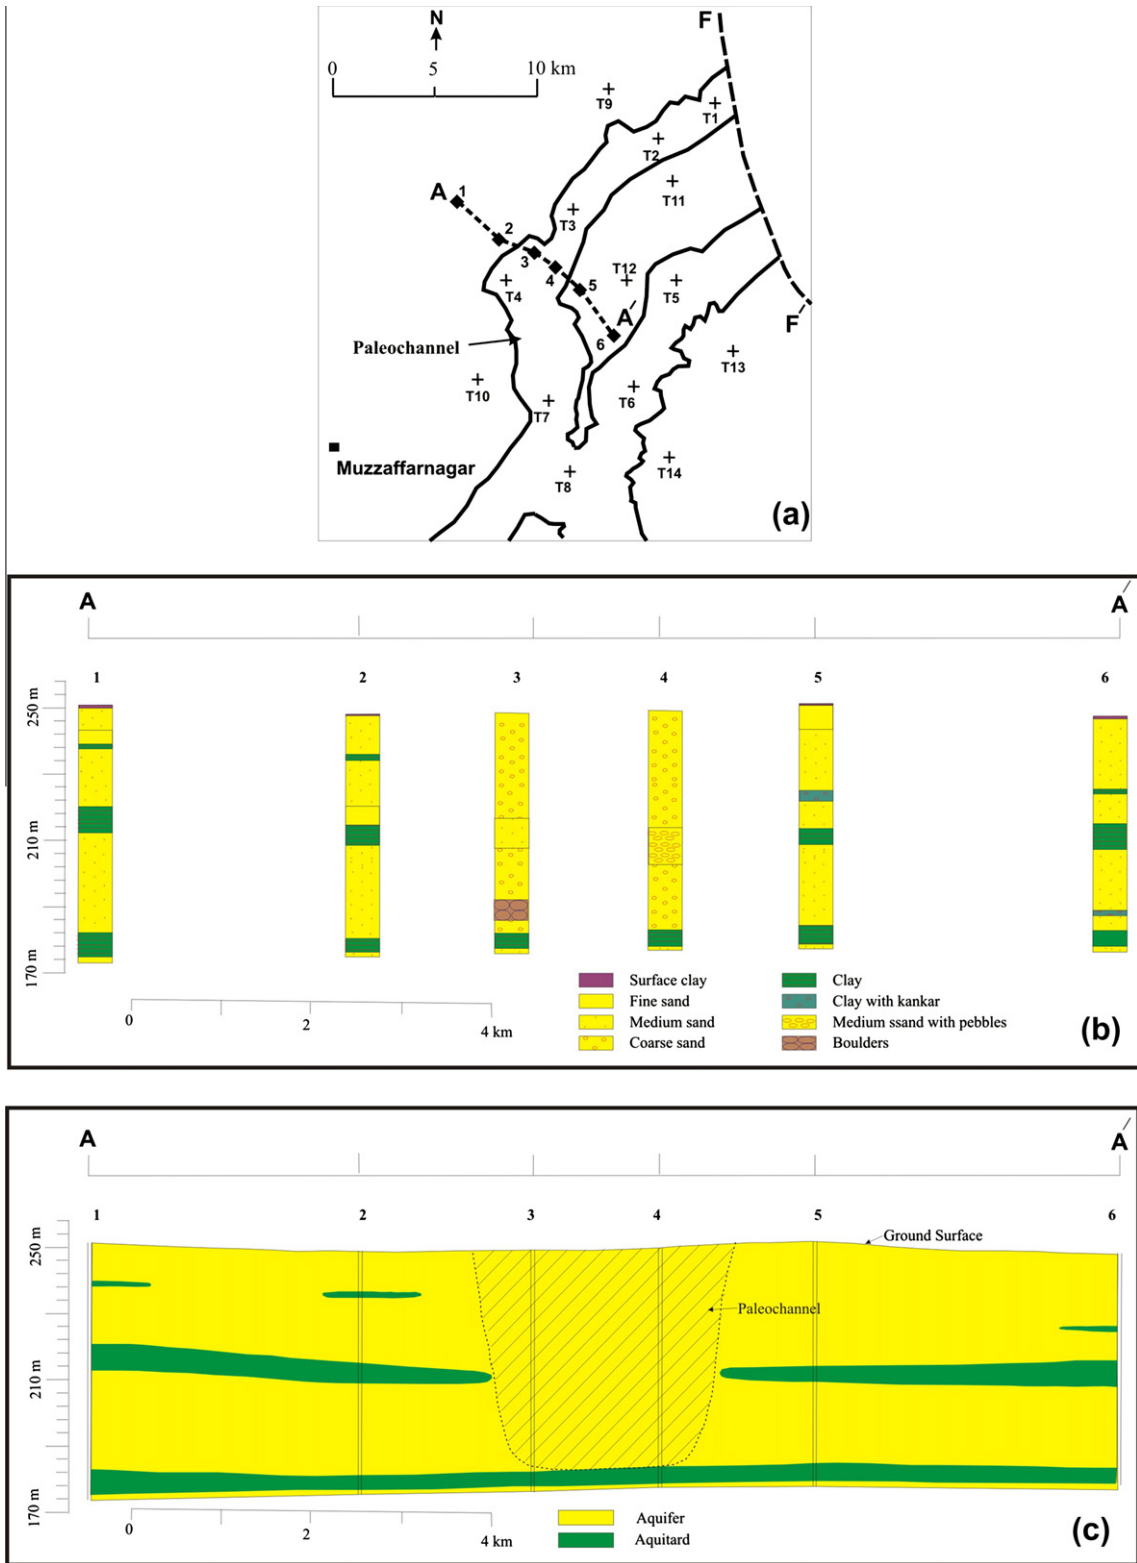 N
F
0 5 10 km
T9
T1
T2
T11
A 1
T3
2
3
4
5
T12
T4
T5
A′
F′
Paleochannel
6
T13
T10
T7
T6
Muzzaffarnagar
T8
T14
(a)
A A′
1 2 3 4 5 6
250 m
210 m
170 m
Surface clay Clay
Fine sand Clay with kankar
Medium sand Medium ssand with pebbles
Coarse sand Boulders
0 2 4 km
(b)
A A′
1 2 3 4 5 6
Ground Surface
250 m
Paleochannel
210 m
170 m
0 2 4 km
Aquifer
Aquitard
(c)